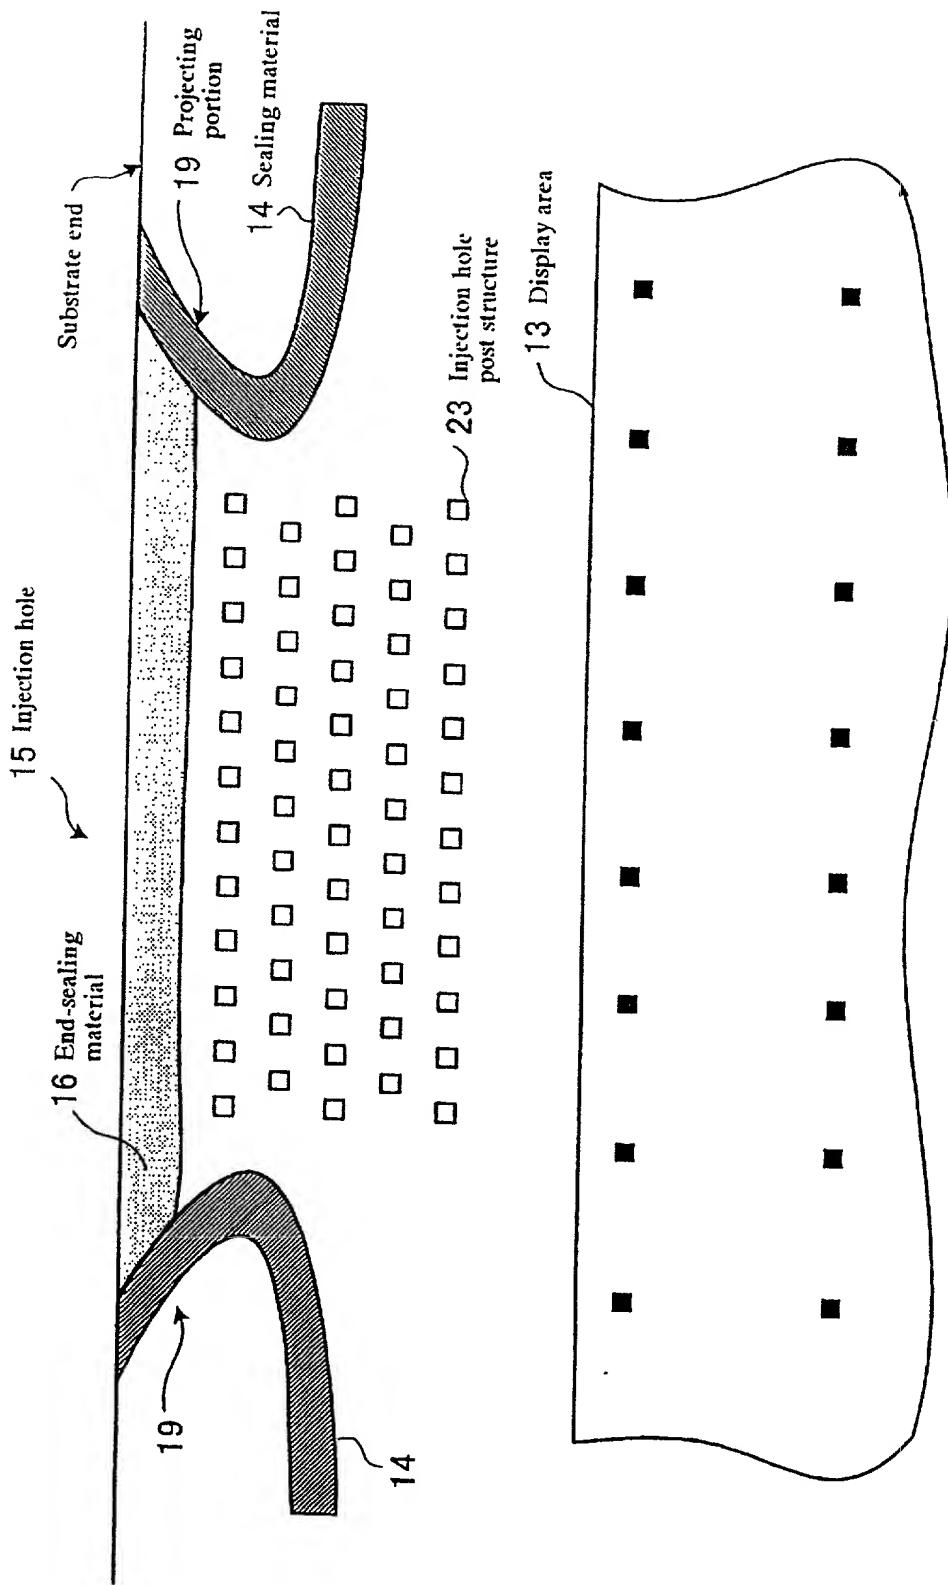 15 Injection hole
Substrate end
16 End-sealing
material
19 Projecting
portion
14 Sealing material
19
14
23 Injection hole
post structure
13 Display area